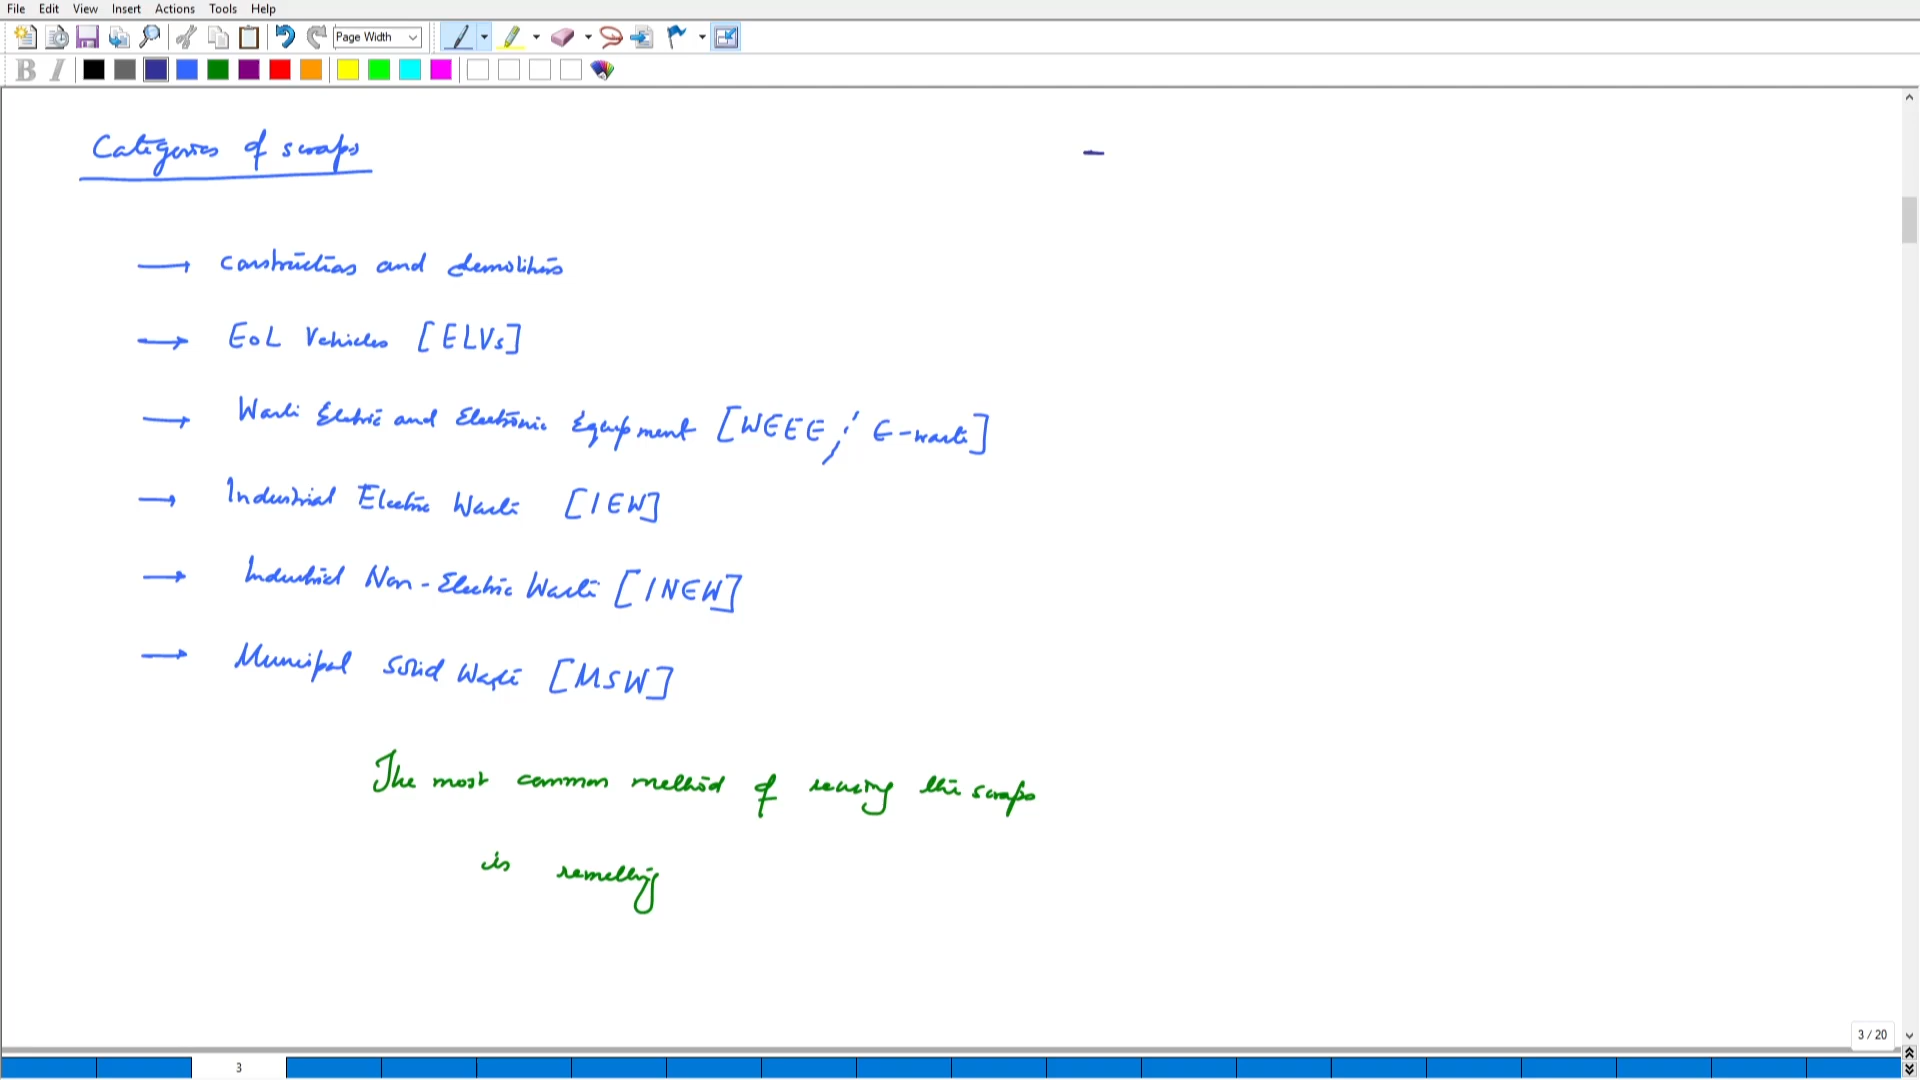 File Edit View Insert Actions Tools Help
Page Width
B I
Categories of scraps
→ Construction and demolition
→ EoL Vehicles [ELVs]
→ Waste Eletric and Electronic Equipment [WEEE / E-waste]
→ Industrial Electric Waste [IEW]
→ Industrial Non-Electric Waste [INEW]
→ Municipal Solid Waste [MSW]
The most common method of reusing the scraps
is remelting
3 / 20
3